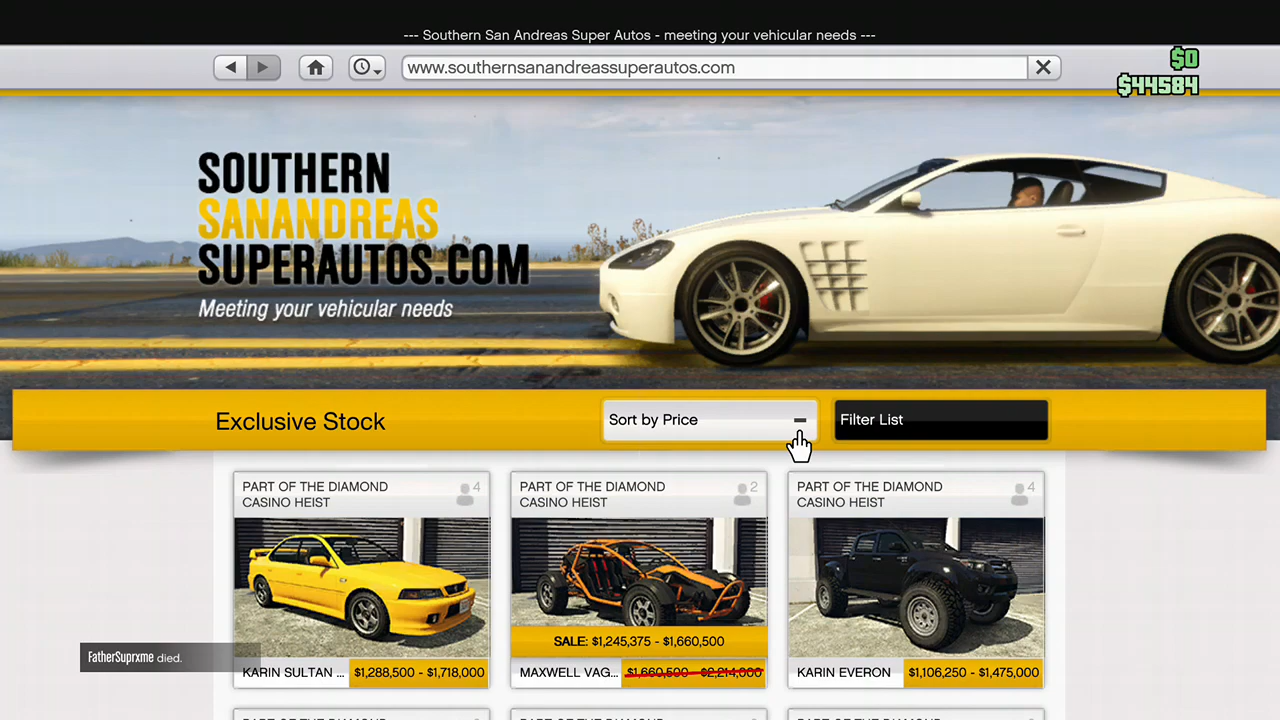 --- Southern San Andreas Super Autos - meeting your vehicular needs ---
www.southernsanandreassuperautos.com
$0
$44584
SOUTHERN
SANANDREAS
SUPERAUTOS.COM
Meeting your vehicular needs
Exclusive Stock
Sort by Price
Filter List
PART OF THE DIAMOND
CASINO HEIST
4
PART OF THE DIAMOND
CASINO HEIST
2
PART OF THE DIAMOND
CASINO HEIST
4
SALE: $1,245,375 - $1,660,500
KARIN SULTAN ...
$1,288,500 - $1,718,000
MAXWELL VAG...
$1,660,500 - $2,214,000
KARIN EVERON
$1,106,250 - $1,475,000
FatherSuprxme died.